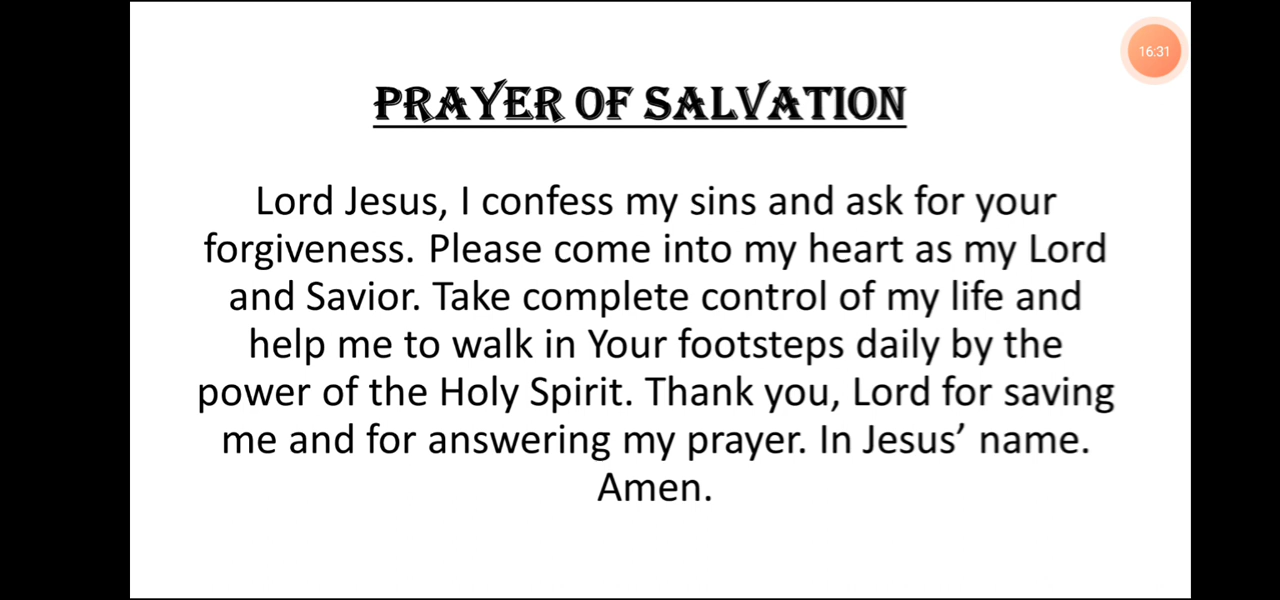 16:31
PRAYER OF SALVATION
Lord Jesus, I confess my sins and ask for your
forgiveness. Please come into my heart as my Lord
and Savior. Take complete control of my life and
help me to walk in Your footsteps daily by the
power of the Holy Spirit. Thank you, Lord for saving
me and for answering my prayer. In Jesus’ name.
Amen.